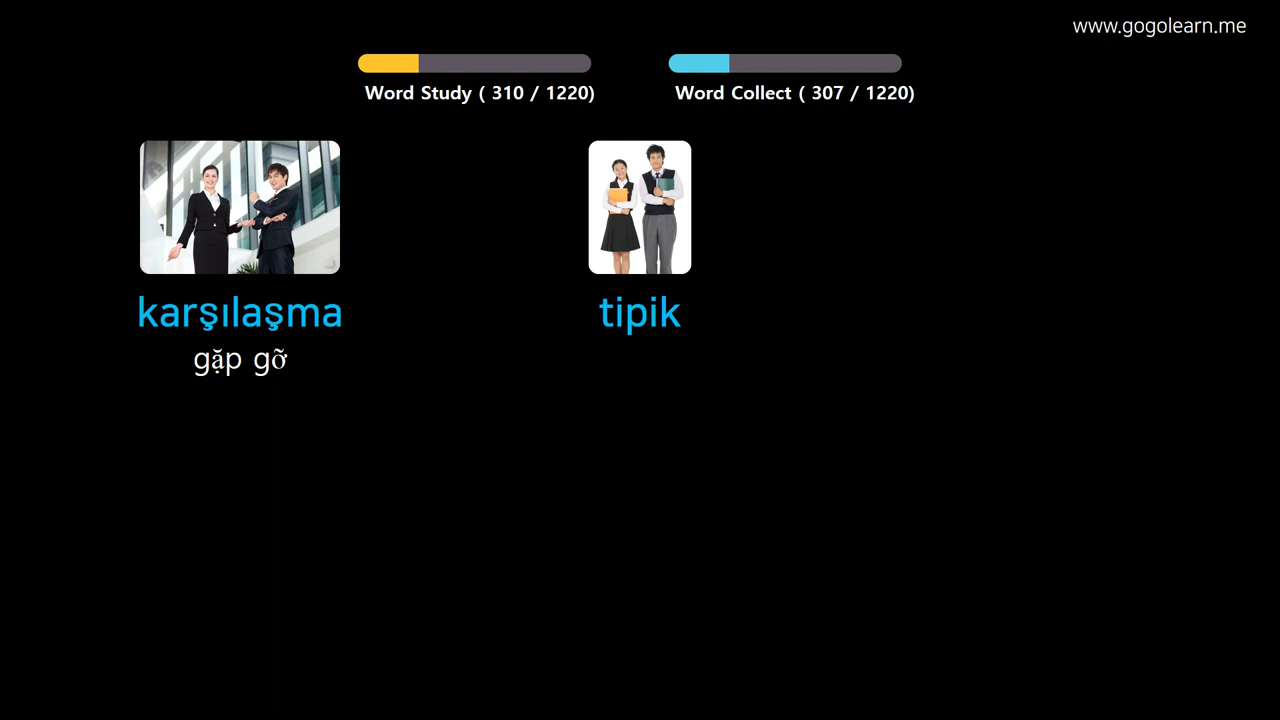 www.gogolearn.me
Word Study ( 310 / 1220)
Word Collect ( 307 / 1220)
karşılaşma
tipik
gặp gỡ